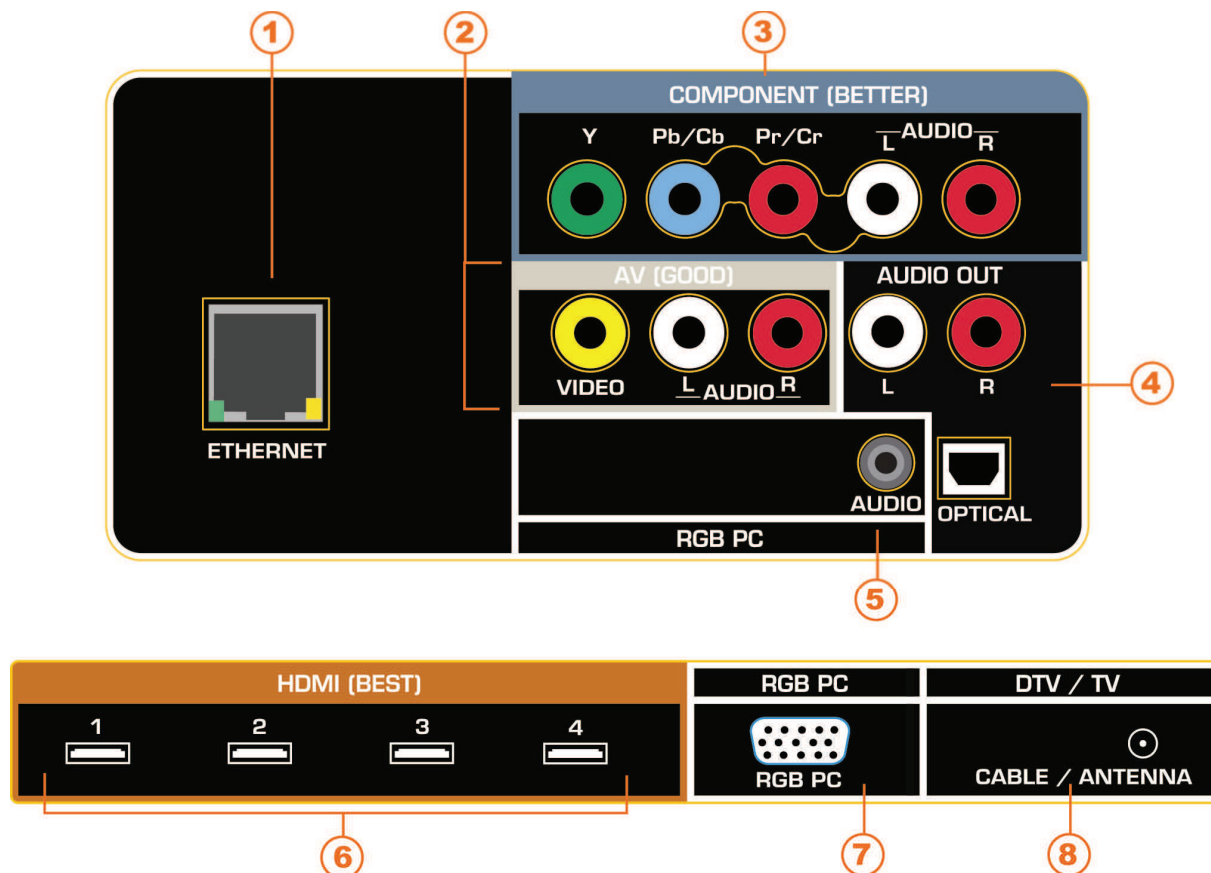 1 2 3
COMPONENT (BETTER)
Y Pb/Cb Pr/Cr L AUDIO R
AV (GOOD) AUDIO OUT
VIDEO L AUDIO R L R
4
ETHERNET
AUDIO OPTICAL
RGB PC
5
HDMI (BEST) RGB PC DTV / TV
1 2 3 4
RGB PC CABLE / ANTENNA
6 7 8